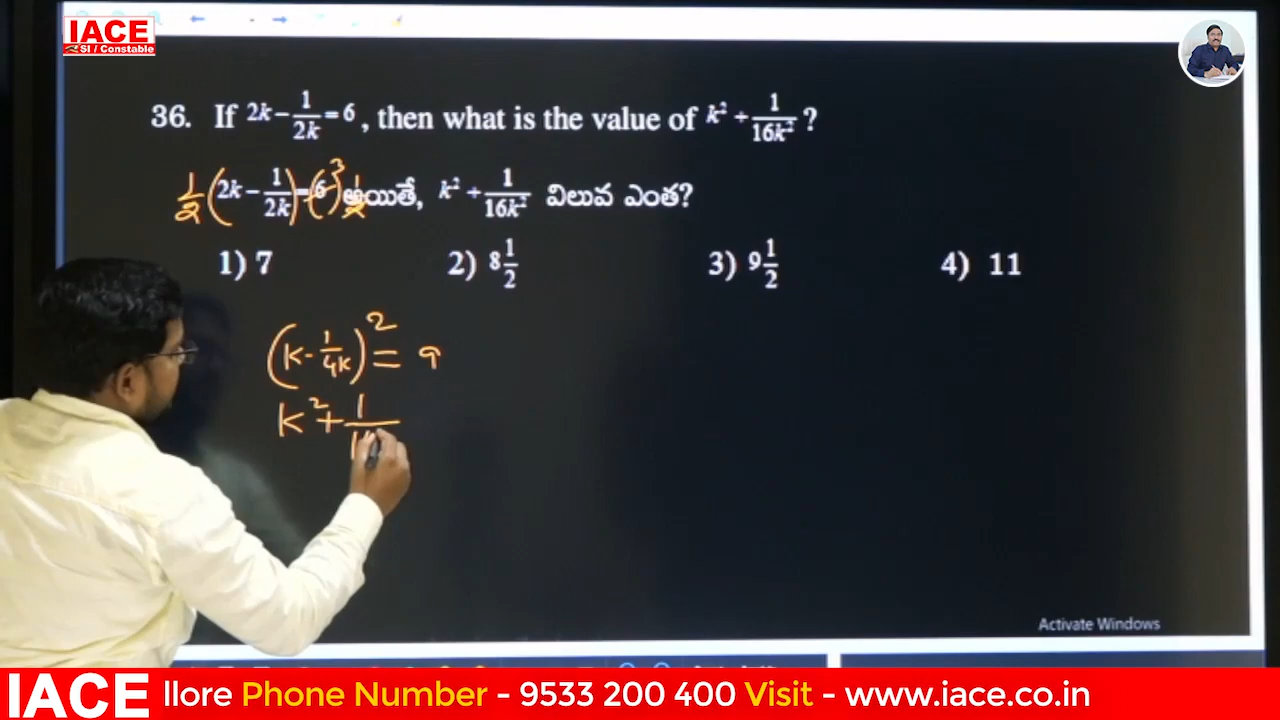 IACE
SI / Constable
36. If 2k - 1/2k = 6, then what is the value of k² + 1/16k² ?
1/2 (2k - 1/2k) = (6)³ 1/2 అయితే, k² + 1/16k² విలువ ఎంత?
1) 7 2) 8 1/2 3) 9 1/2 4) 11
(k - 1/4k)² = 9
k² + 1/1
Activate Windows
IACE llore Phone Number - 9533 200 400 Visit - www.iace.co.in